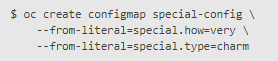 $ oc create configmap special-config \
--from-literal=special.how=very \
--from-literal=special.type=charm